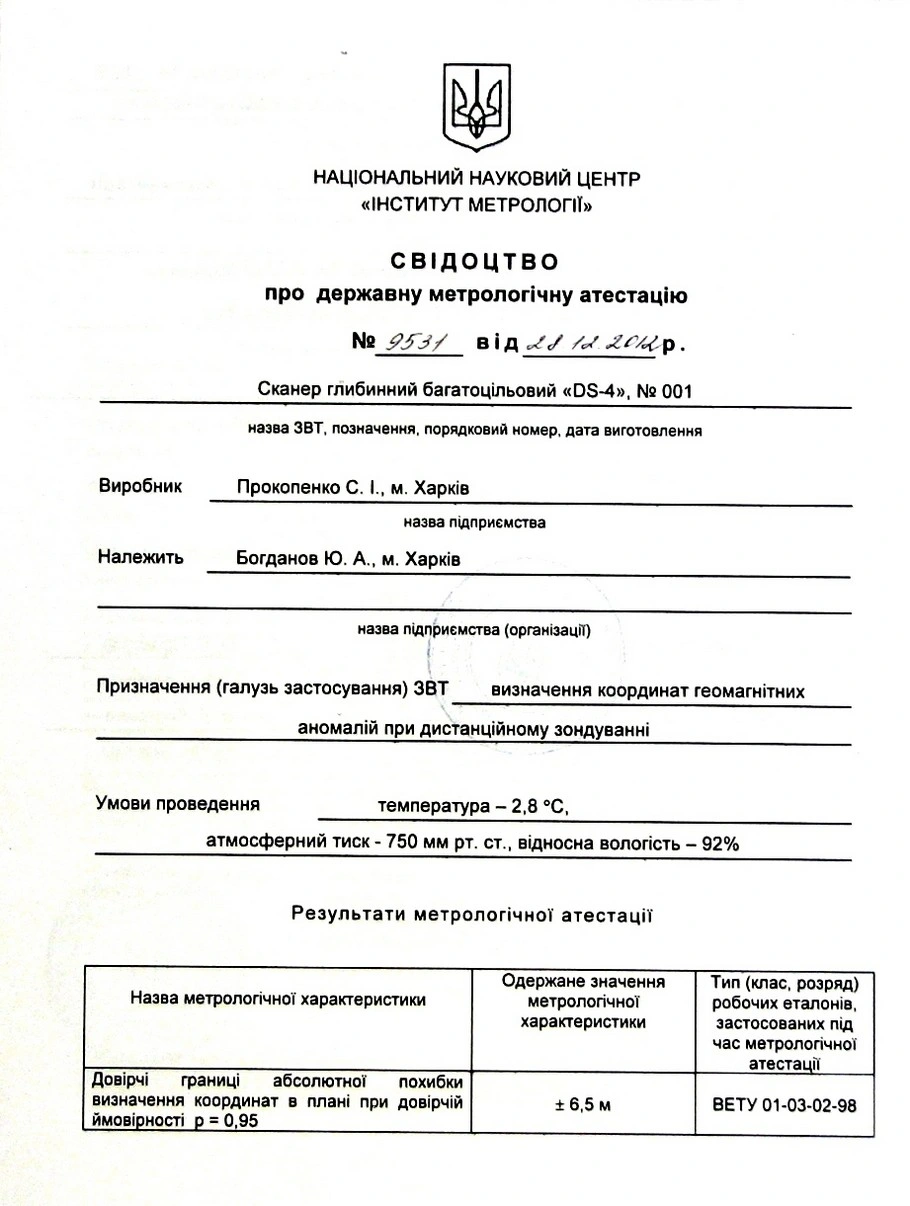 НАЦІОНАЛЬНИЙ НАУКОВИЙ ЦЕНТР
«ІНСТИТУТ МЕТРОЛОГІЇ»
СВІДОЦТВО
про державну метрологічну атестацію
№ 9531 від 28 12. 2012 р.
Сканер глибинний багатоцільовий «DS-4», № 001
назва ЗВТ, позначення, порядковий номер, дата виготовлення
Виробник Прокопенко С. І., м. Харків
назва підприємства
Належить Богданов Ю. А., м. Харків
назва підприємства (організації)
Призначення (галузь застосування) ЗВТ визначення координат геомагнітних
аномалій при дистанційному зондуванні
Умови проведення температура – 2,8 °С,
атмосферний тиск - 750 мм рт. ст., відносна вологість – 92%
Результати метрологічної атестації
Назва метрологічної характеристики
Одержане значення
метрологічної
характеристики
Тип (клас, розряд)
робочих еталонів,
застосованих під
час метрологічної
атестації
Довірчі границі абсолютної похибки
визначення координат в плані при довірчій
ймовірності р = 0,95
± 6,5 м
ВЕТУ 01-03-02-98